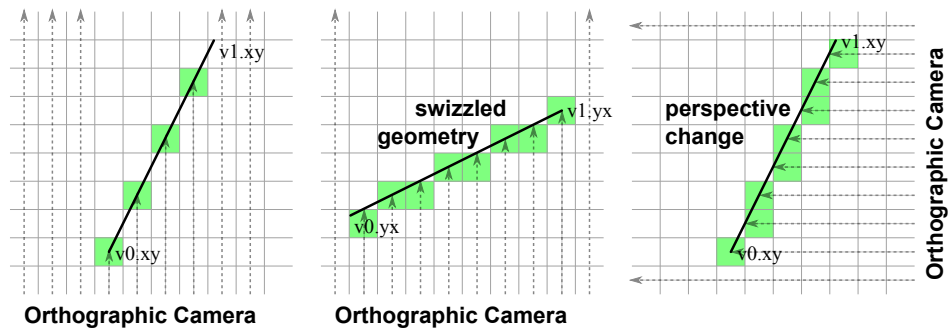 v1.xy
v0.xy
Orthographic Camera
swizzled
geometry
v1.yx
v0.yx
Orthographic Camera
v1.xy
perspective
change
v0.xy
Orthographic Camera